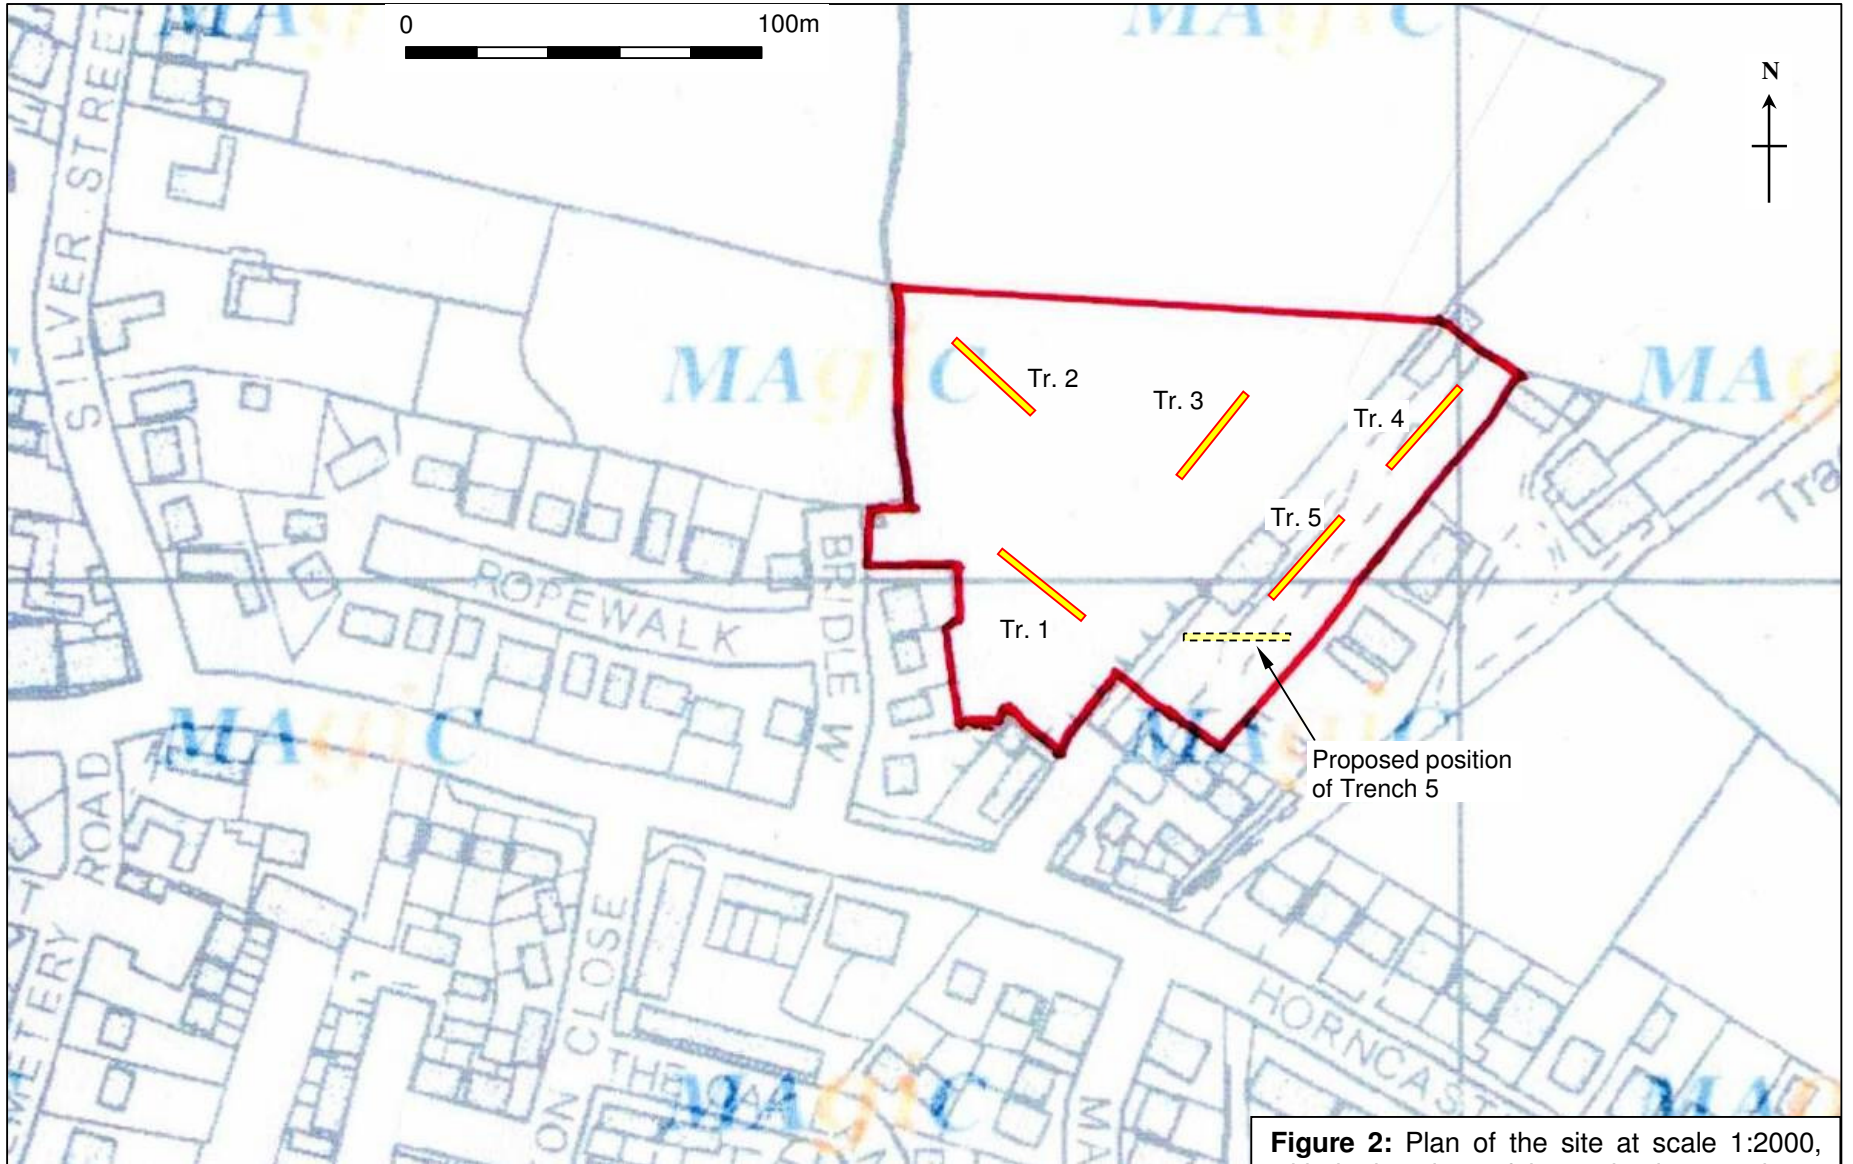 0 100m
N
MAgiC
MAgiC
SILVER STREET
MAgiC
Tr. 2
Tr. 3
Tr. 4
Tr. 5
Tr. 1
ROPEWALK
BRIDLE W
MAgiC
MAgiC
Proposed position
of Trench 5
ROAD
CLOSE
HORNCAST
MAgiC
Figure 2: Plan of the site at scale 1:2000,